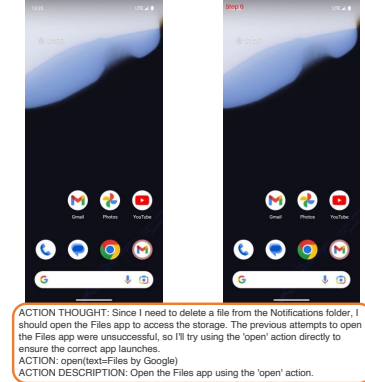 Step 6
Gmail
Photos
YouTube
Gmail
Photos
YouTube
ACTION THOUGHT: Since I need to delete a file from the Notifications folder, I
should open the Files app to access the storage. The previous attempts to open
the Files app were unsuccessful, so I'll try using the 'open' action directly to
ensure the correct app launches.
ACTION: open(text=Files by Google)
ACTION DESCRIPTION: Open the Files app using the 'open' action.